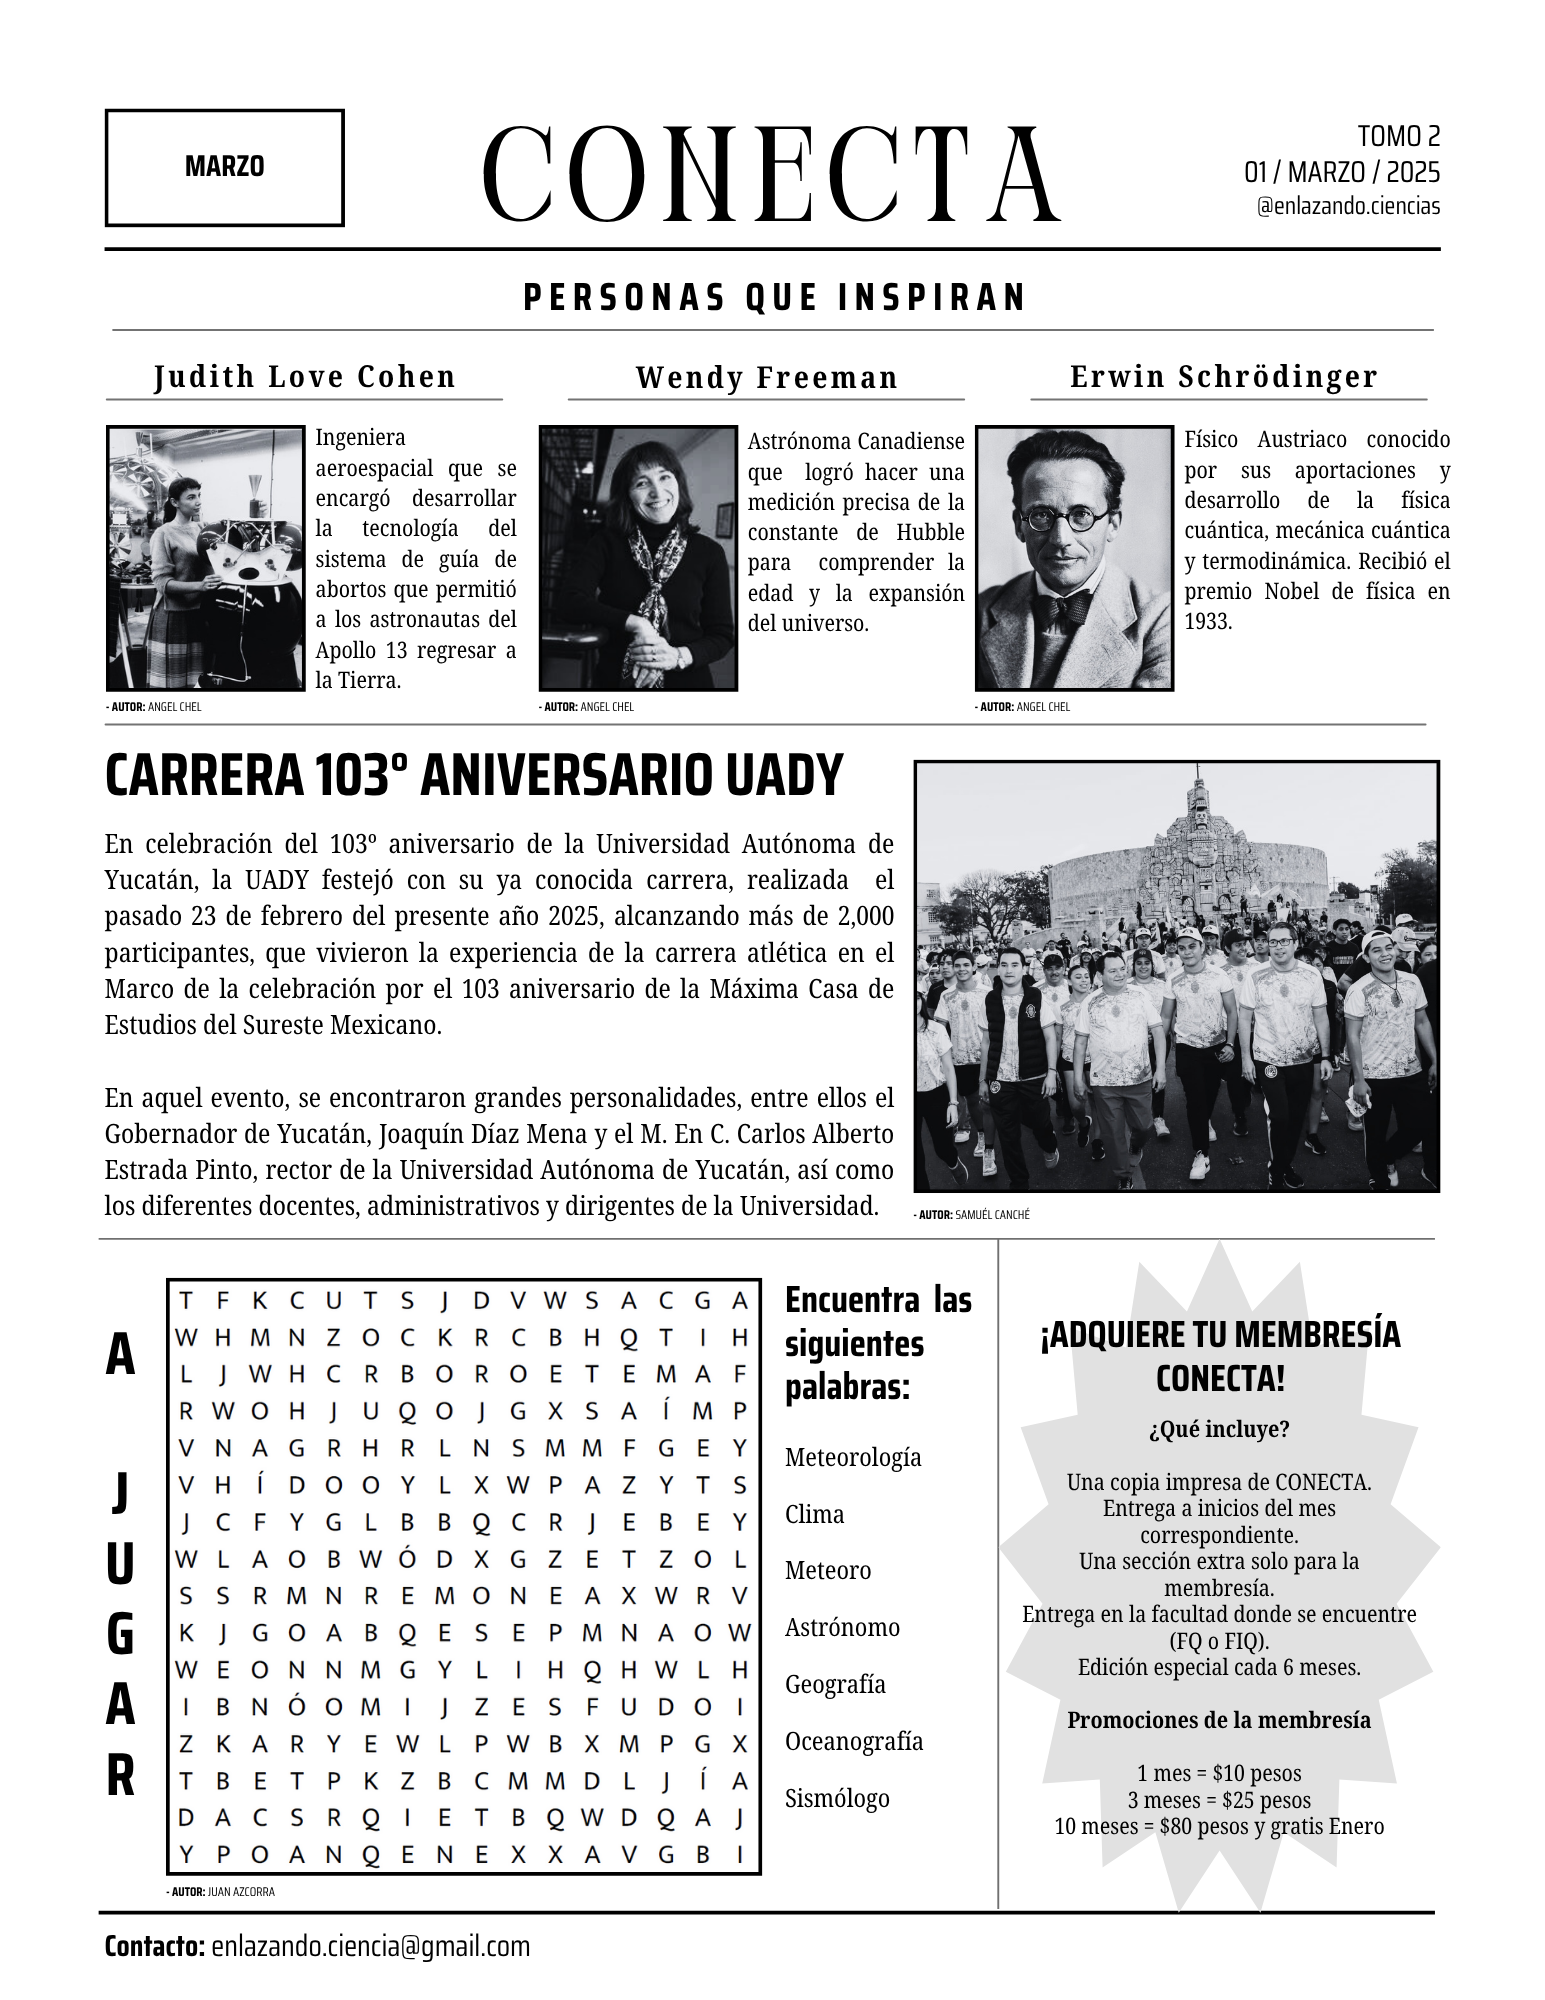 MARZO
CONECTA
TOMO 2
01 / MARZO / 2025
@enlazando.ciencias
PERSONAS QUE INSPIRAN
Judith Love Cohen
Ingeniera
aeroespacial que se
encargó desarrollar
la tecnología del
sistema de guía de
abortos que permitió
a los astronautas del
Apollo 13 regresar a
la Tierra.
- AUTOR: ANGEL CHEL
Wendy Freeman
Astrónoma Canadiense
que logró hacer una
medición precisa de la
constante de Hubble
para comprender la
edad y la expansión
del universo.
- AUTOR: ANGEL CHEL
Erwin Schrödinger
Físico Austriaco conocido
por sus aportaciones y
desarrollo de la física
cuántica, mecánica cuántica
y termodinámica. Recibió el
premio Nobel de física en
1933.
- AUTOR: ANGEL CHEL
CARRERA 103° ANIVERSARIO UADY
En celebración del 103º aniversario de la Universidad Autónoma de
Yucatán, la UADY festejó con su ya conocida carrera, realizada el
pasado 23 de febrero del presente año 2025, alcanzando más de 2,000
participantes, que vivieron la experiencia de la carrera atlética en el
Marco de la celebración por el 103 aniversario de la Máxima Casa de
Estudios del Sureste Mexicano.
En aquel evento, se encontraron grandes personalidades, entre ellos el
Gobernador de Yucatán, Joaquín Díaz Mena y el M. En C. Carlos Alberto
Estrada Pinto, rector de la Universidad Autónoma de Yucatán, así como
los diferentes docentes, administrativos y dirigentes de la Universidad.
- AUTOR: SAMUÉL CANCHÉ
A JUGAR
T F K C U T S J D V W S A C G A
W H M N Z O C K R C B H Q T I H
L J W H C R B O R O E T E M A F
R W O H J U Q O J G X S A Í M P
V N A G R H R L N S M M F G E Y
V H Í D O O Y L X W P A Z Y T S
J C F Y G L B B Q C R J E B E Y
W L A O B W Ó D X G Z E T Z O L
S S R M N R E M O N E A X W R V
K J G O A B Q E S E P M N A O W
W E O N N M G Y L I H Q H W L H
I B N Ó O M I J Z E S F U D O I
Z K A R Y E W L P W B X M P G X
T B E T P K Z B C M M D L J Í A
D A C S R Q I E T B Q W D Q A J
Y P O A N Q E N E X X A V G B I
- AUTOR: JUAN AZCORRA
Encuentra las
siguientes
palabras:
Meteorología
Clima
Meteoro
Astrónomo
Geografía
Oceanografía
Sismólogo
¡ADQUIERE TU MEMBRESÍA
CONECTA!
¿Qué incluye?
Una copia impresa de CONECTA.
Entrega a inicios del mes
correspondiente.
Una sección extra solo para la
membresía.
Entrega en la facultad donde se encuentre
(FQ o FIQ).
Edición especial cada 6 meses.
Promociones de la membresía
1 mes = $10 pesos
3 meses = $25 pesos
10 meses = $80 pesos y gratis Enero
Contacto: enlazando.ciencia@gmail.com